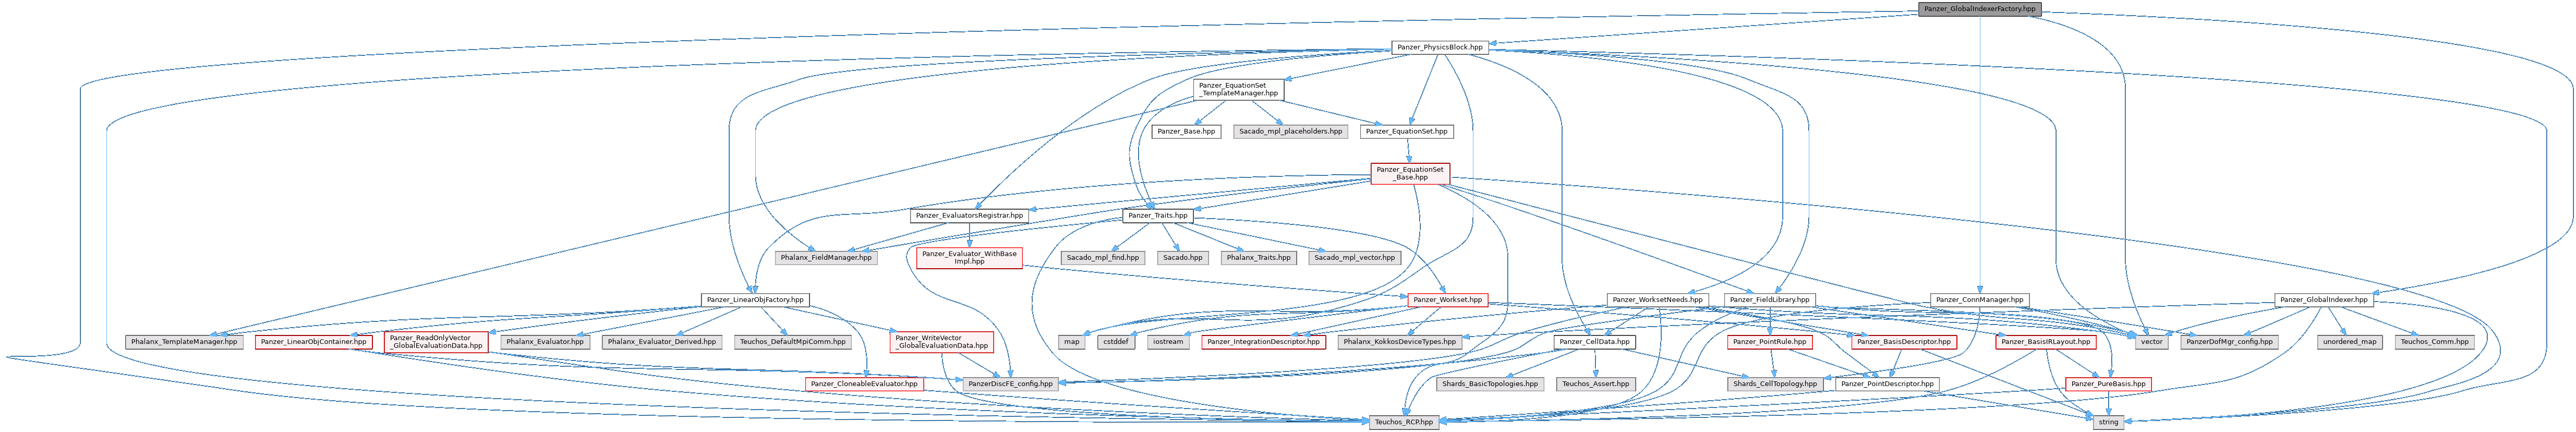 Panzer_GlobalIndexerFactory.hpp
Panzer_PhysicsBlock.hpp
Panzer_EquationSet
_TemplateManager.hpp
Panzer_Base.hpp
Sacado_mpl_placeholders.hpp
Panzer_EquationSet.hpp
Panzer_EquationSet
_Base.hpp
Panzer_EvaluatorsRegistrar.hpp
Panzer_Traits.hpp
Phalanx_FieldManager.hpp
Panzer_Evaluator_WithBase
Impl.hpp
Sacado_mpl_find.hpp
Sacado.hpp
Phalanx_Traits.hpp
Sacado_mpl_vector.hpp
Panzer_LinearObjFactory.hpp
Panzer_Workset.hpp
Panzer_WorksetNeeds.hpp
Panzer_FieldLibrary.hpp
Panzer_ConnManager.hpp
Panzer_GlobalIndexer.hpp
Phalanx_TemplateManager.hpp
Panzer_LinearObjContainer.hpp
Panzer_ReadOnlyVector
_GlobalEvaluationData.hpp
Phalanx_Evaluator.hpp
Phalanx_Evaluator_Derived.hpp
Teuchos_DefaultMpiComm.hpp
Panzer_WriteVector
_GlobalEvaluationData.hpp
map
cstddef
iostream
Panzer_IntegrationDescriptor.hpp
Phalanx_KokkosDeviceTypes.hpp
Panzer_CellData.hpp
Panzer_PointRule.hpp
Panzer_BasisDescriptor.hpp
Panzer_BasisIRLayout.hpp
vector
PanzerDofMgr_config.hpp
unordered_map
Teuchos_Comm.hpp
Panzer_CloneableEvaluator.hpp
PanzerDiscFE_config.hpp
Shards_BasicTopologies.hpp
Teuchos_Assert.hpp
Shards_CellTopology.hpp
Panzer_PointDescriptor.hpp
Panzer_PureBasis.hpp
Teuchos_RCP.hpp
string